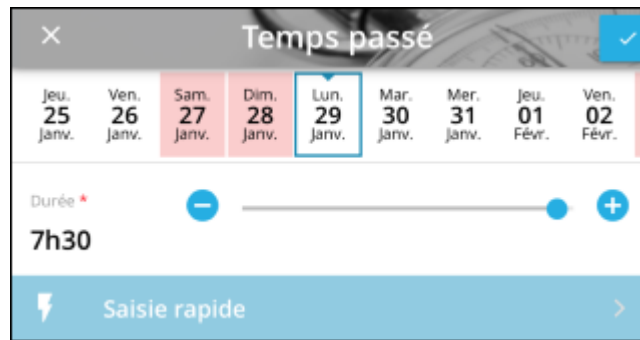 Temps passé
Jeu. Ven. Sam. Dim. Lun. Mar. Mer. Jeu. Ven.
25 26 27 28 29 30 31 01 02
Janv. Janv. Janv. Janv. Janv. Janv. Janv. Févr. Févr.
Durée *
7h30
Saisie rapide